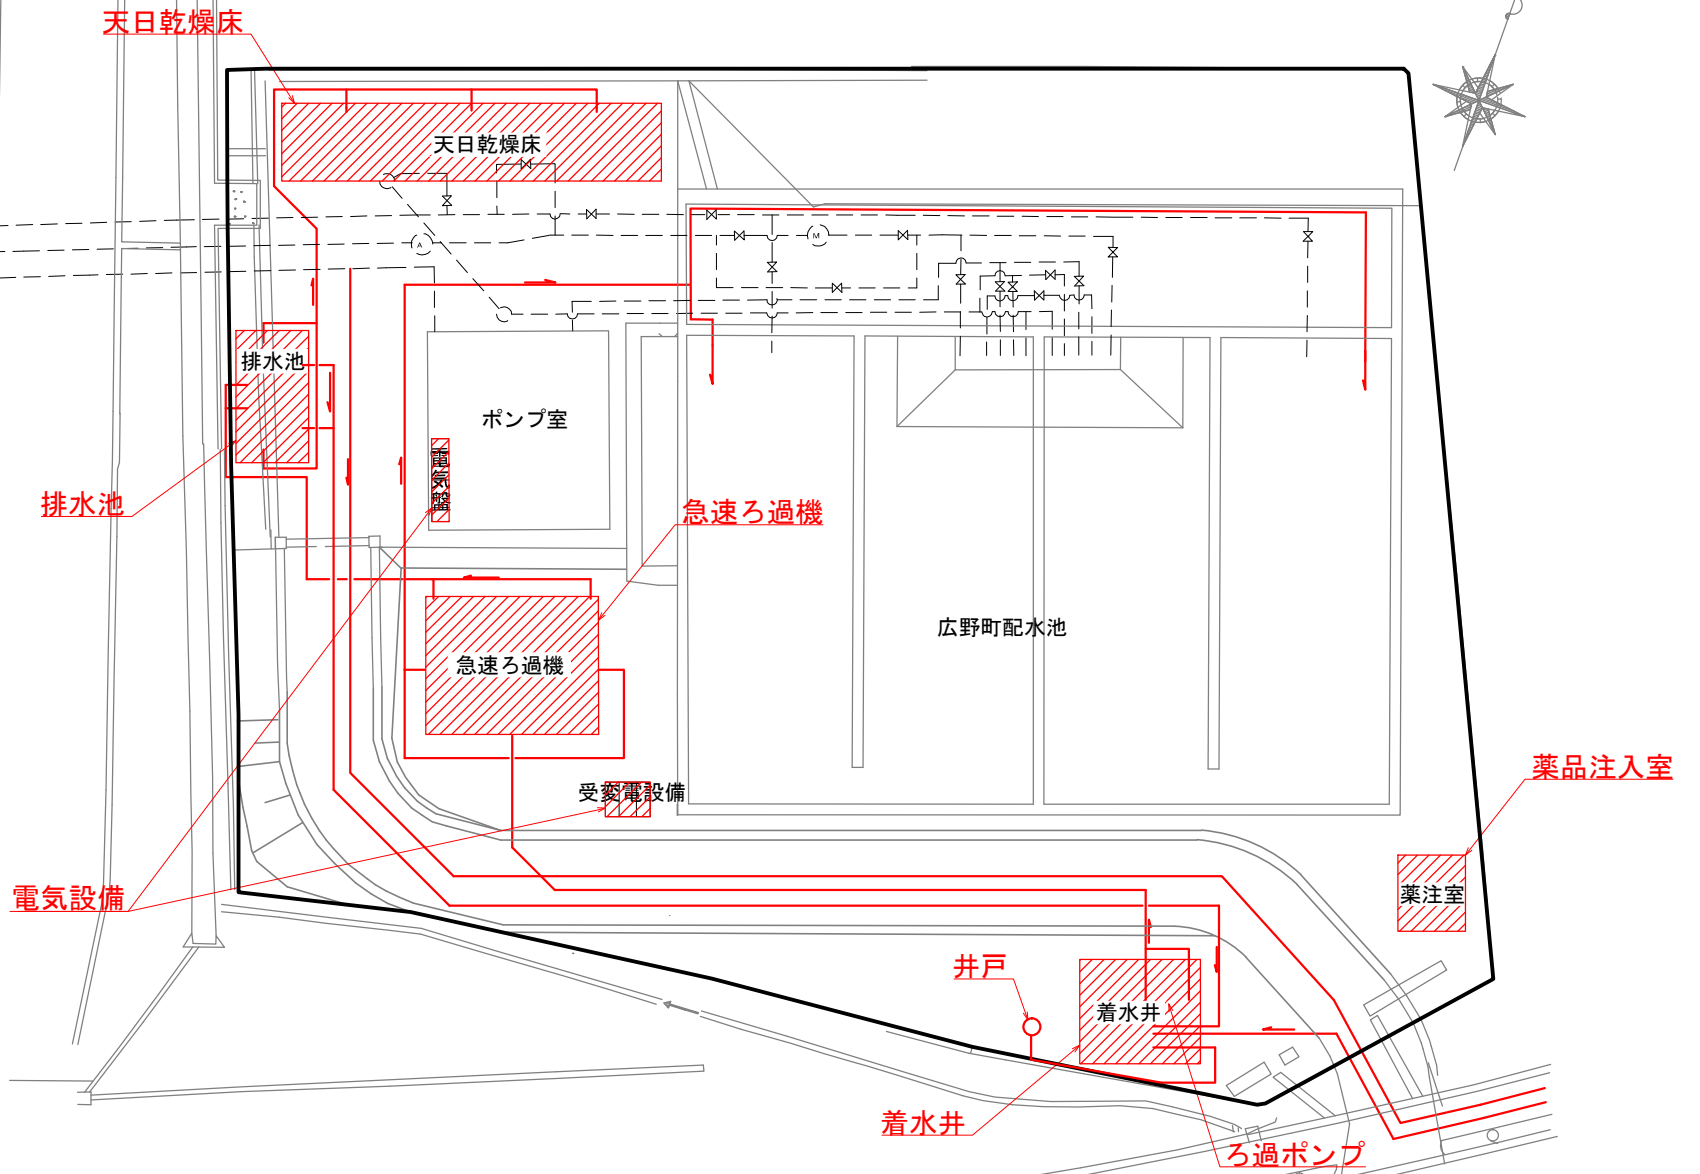 天日乾燥床
天日乾燥床
A
M
排水池
ポンプ室
電気盤
排水池
急速ろ過機
広野町配水池
急速ろ過機
薬品注入室
受変電設備
電気設備
薬注室
井戸
着水井
着水井
ろ過ポンプ